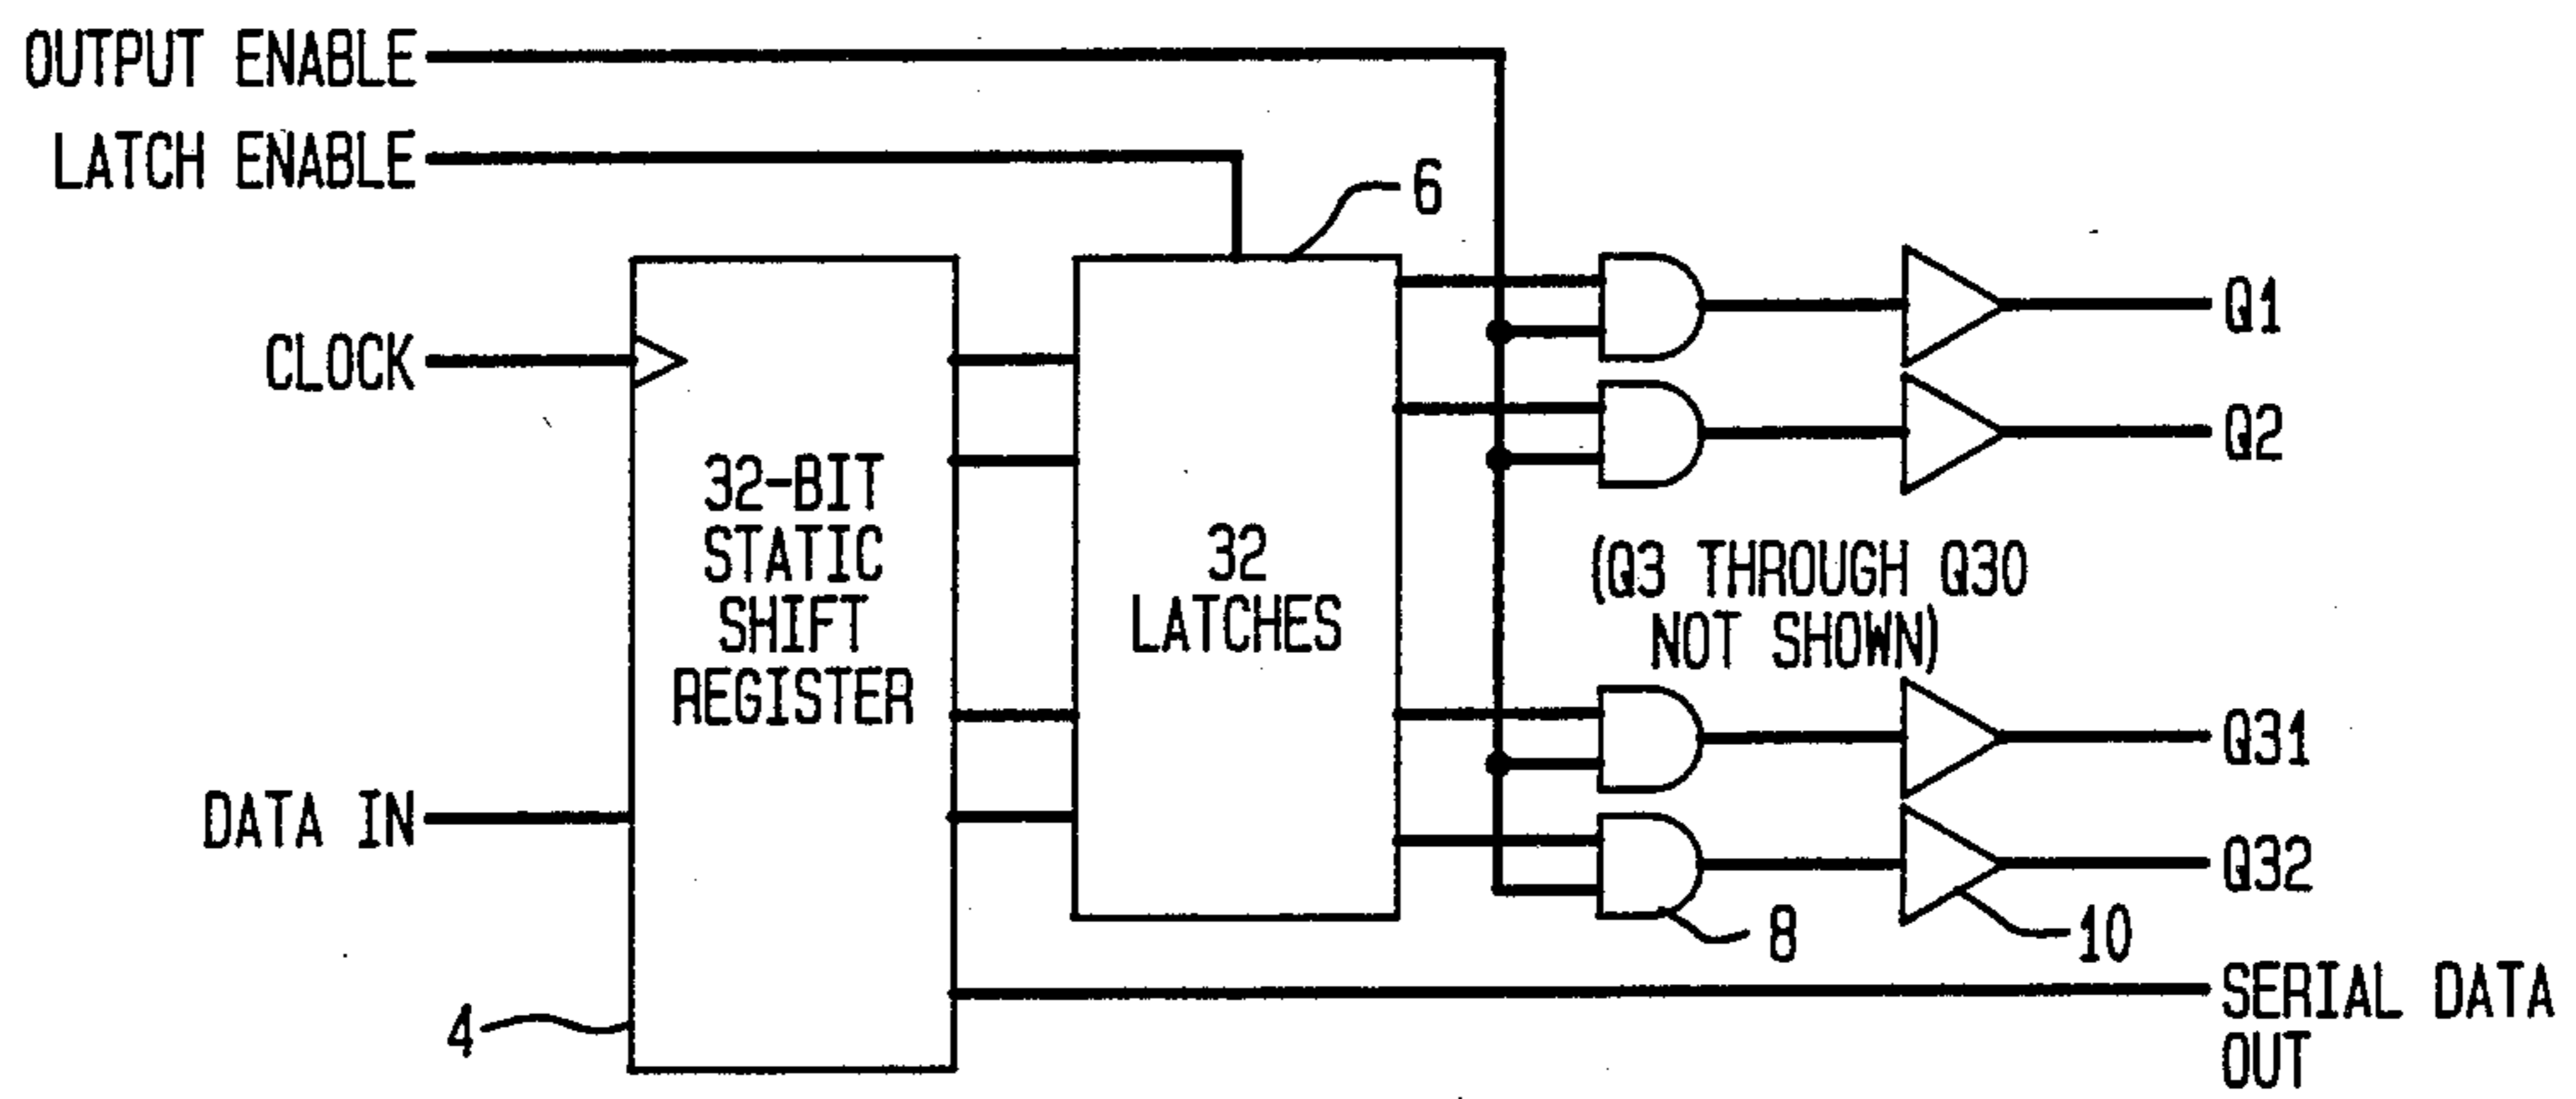 OUTPUT ENABLE
LATCH ENABLE
6
CLOCK
Q1
Q2
32-BIT
STATIC
SHIFT
REGISTER
32
LATCHES
(Q3 THROUGH Q30
NOT SHOWN)
DATA IN
Q31
Q32
8
10
4
SERIAL DATA
OUT